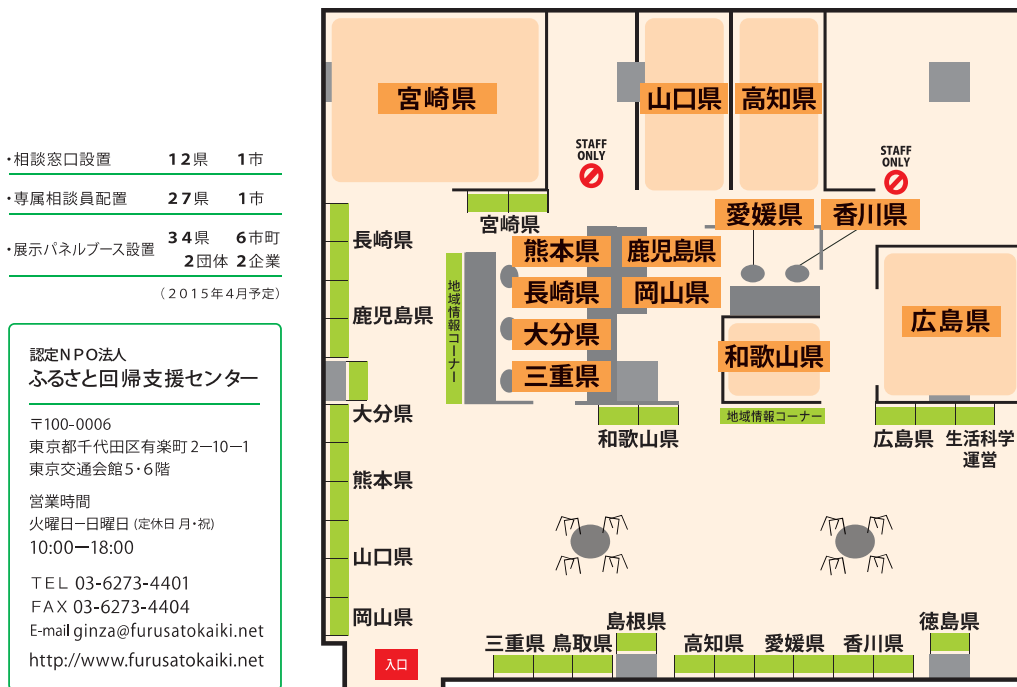 ・相談窓口設置 12県 1市
・専属相談員配置 27県 1市
・展示パネルブース設置 34県 6市町
2団体 2企業
(2015年4月予定)
認定NPO法人
ふるさと回帰支援センター
〒100-0006
東京都千代田区有楽町2ー10ー1
東京交通会館5・6階
営業時間
火曜日ー日曜日 (定休日 月・祝)
10:00ー18:00
TEL 03-6273-4401
FAX 03-6273-4404
E-mail ginza@furusatokaiki.net
http://www.furusatokaiki.net
宮崎県
山口県
高知県
STAFF
ONLY
STAFF
ONLY
宮崎県
愛媛県
香川県
長崎県
熊本県
鹿児島県
地域情報コーナー
長崎県
岡山県
鹿児島県
大分県
広島県
三重県
和歌山県
大分県
和歌山県
地域情報コーナー
広島県
生活科学
運営
熊本県
山口県
岡山県
入口
三重県
鳥取県
島根県
高知県
愛媛県
香川県
徳島県